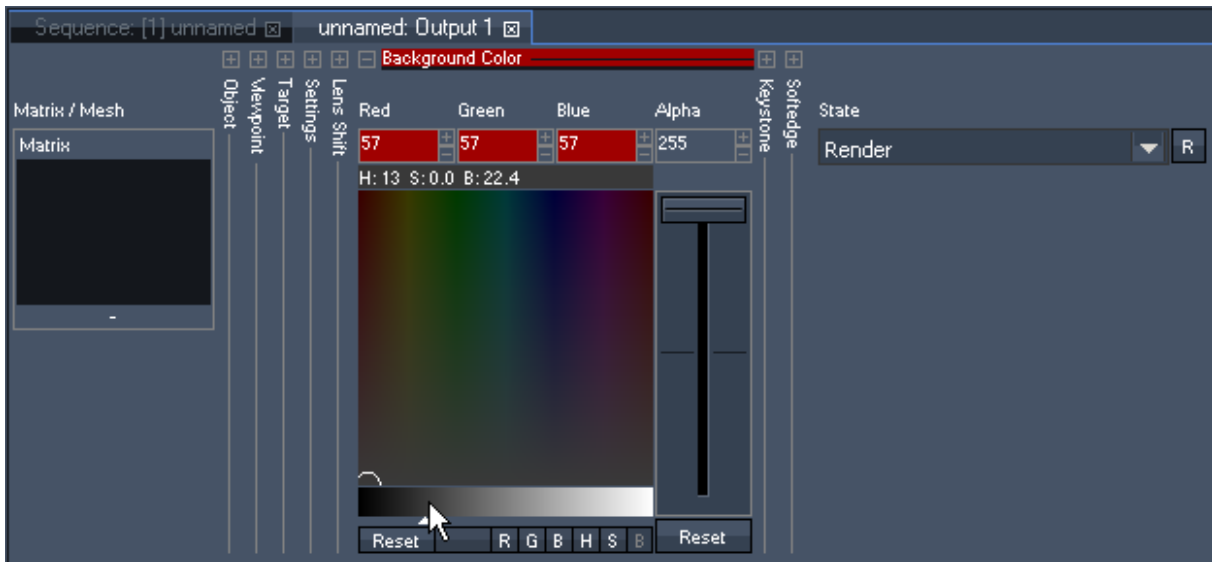 Sequence: [1] unnamed
unnamed: Output 1
Matrix / Mesh
Matrix
-
Object
Viewpoint
Target
Settings
Lens Shift
Background Color
Red Green Blue Alpha
57 57 57 255
H: 13 S: 0.0 B: 22.4
Reset R G B H S B
Reset
Keystone
Softedge
State
Render R